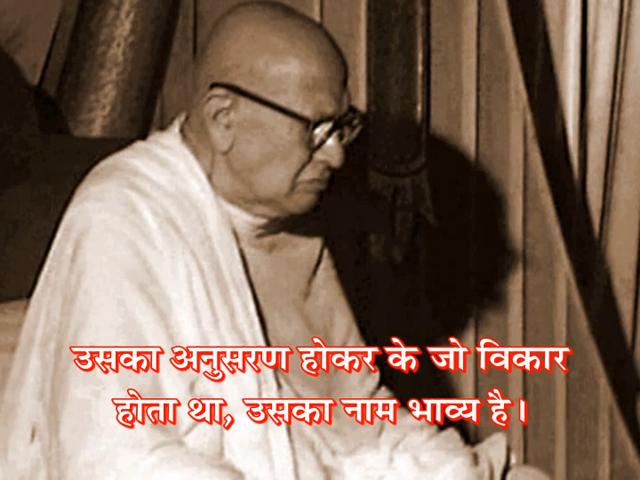 उसका अनुसरण होकर के जो विकार
होता था, उसका नाम भाव्य है।